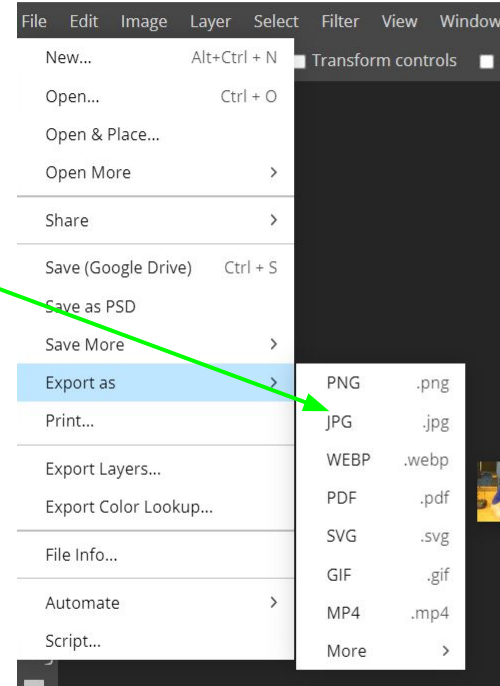 File Edit Image Layer Select Filter View Window
Transform controls
New... Alt+Ctrl + N
Open... Ctrl + O
Open & Place...
Open More >
Share >
Save (Google Drive) Ctrl + S
Save as PSD
Save More >
Export as >
Print...
Export Layers...
Export Color Lookup...
File Info...
Automate >
Script...
PNG .png
JPG .jpg
WEBP .webp
PDF .pdf
SVG .svg
GIF .gif
MP4 .mp4
More >